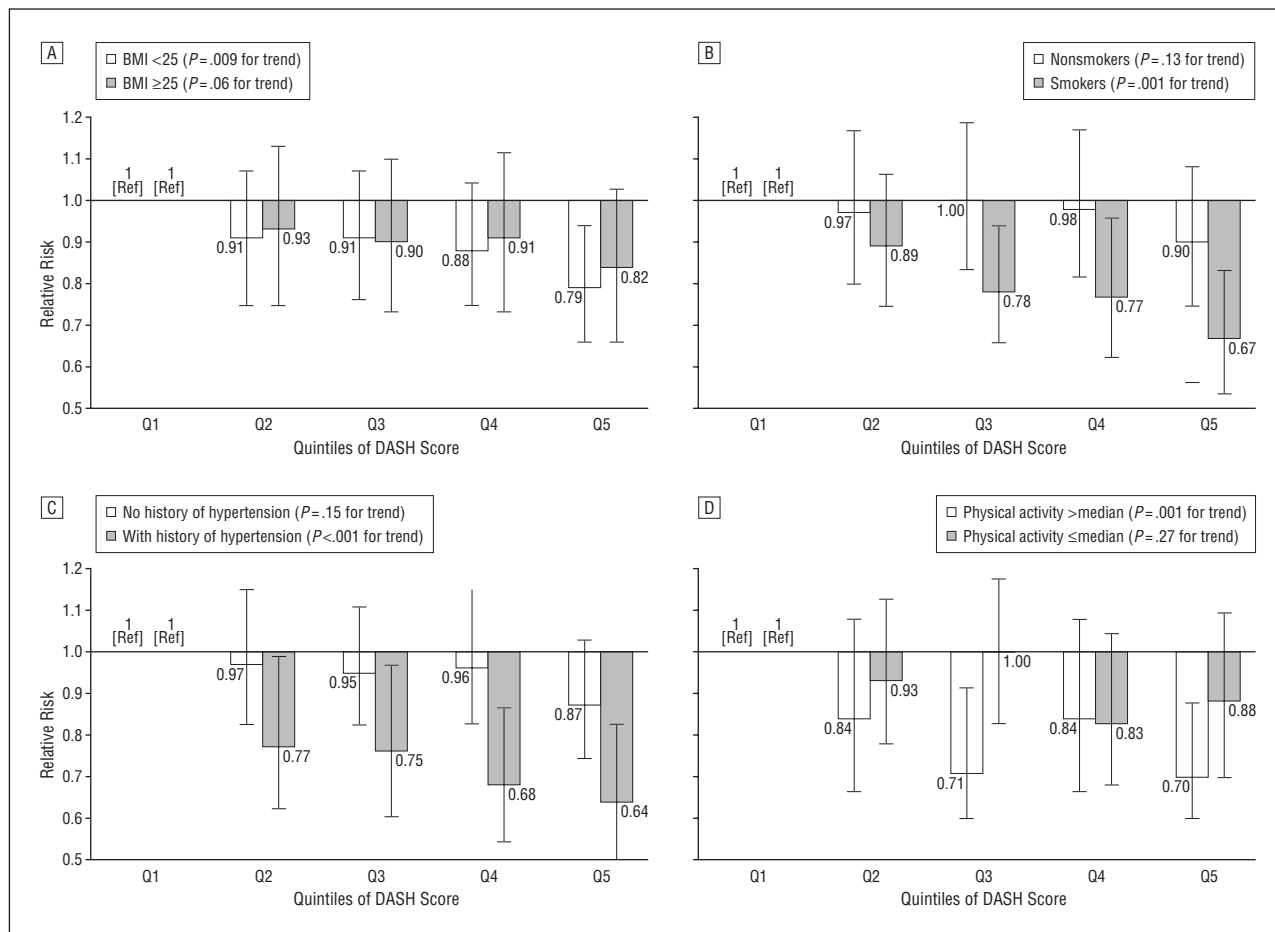 A
BMI <25 (P=.009 for trend)
BMI ≥25 (P=.06 for trend)
Relative Risk
1.2
1.1
1.0
0.9
0.8
0.7
0.6
0.5
1 1
[Ref] [Ref]
0.91 0.93
0.91 0.90
0.88 0.91
0.79 0.82
Q1 Q2 Q3 Q4 Q5
Quintiles of DASH Score
B
Nonsmokers (P=.13 for trend)
Smokers (P=.001 for trend)
1 1
[Ref] [Ref]
0.97 0.89
1.00 0.78
0.98 0.77
0.90 0.67
Q1 Q2 Q3 Q4 Q5
Quintiles of DASH Score
C
No history of hypertension (P=.15 for trend)
With history of hypertension (P<.001 for trend)
Relative Risk
1.2
1.1
1.0
0.9
0.8
0.7
0.6
0.5
1 1
[Ref] [Ref]
0.97 0.77
0.95 0.75
0.96 0.68
0.87 0.64
Q1 Q2 Q3 Q4 Q5
Quintiles of DASH Score
D
Physical activity >median (P=.001 for trend)
Physical activity ≤median (P=.27 for trend)
1 1
[Ref] [Ref]
0.84 0.93
0.71 1.00
0.84 0.83
0.70 0.88
Q1 Q2 Q3 Q4 Q5
Quintiles of DASH Score